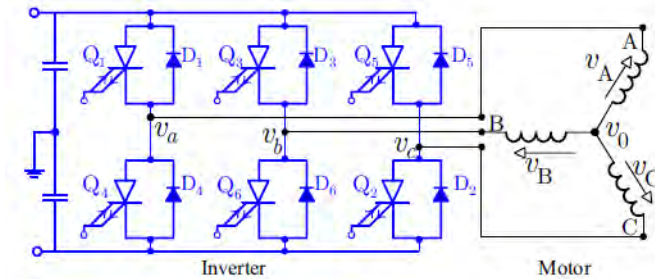 Q1 D1 Q3 D3 Q5 D5
A
vA
va vb vc B v0
vB vC
Q4 D4 Q6 D6 Q2 D2
C
Inverter Motor